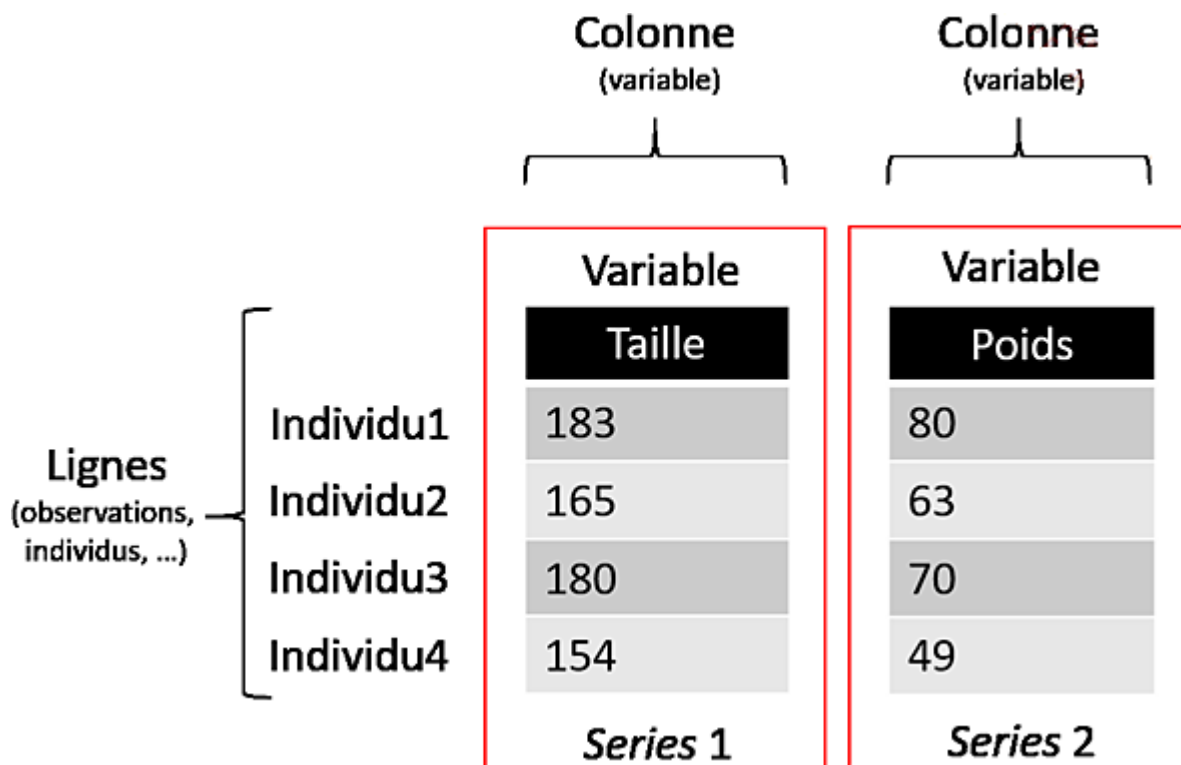 Colonne
(variable)
Colonne
(variable)
Variable
Variable
Taille
Poids
Lignes
(observations,
individus, ...)
Individu1
183
80
Individu2
165
63
Individu3
180
70
Individu4
154
49
Series 1
Series 2